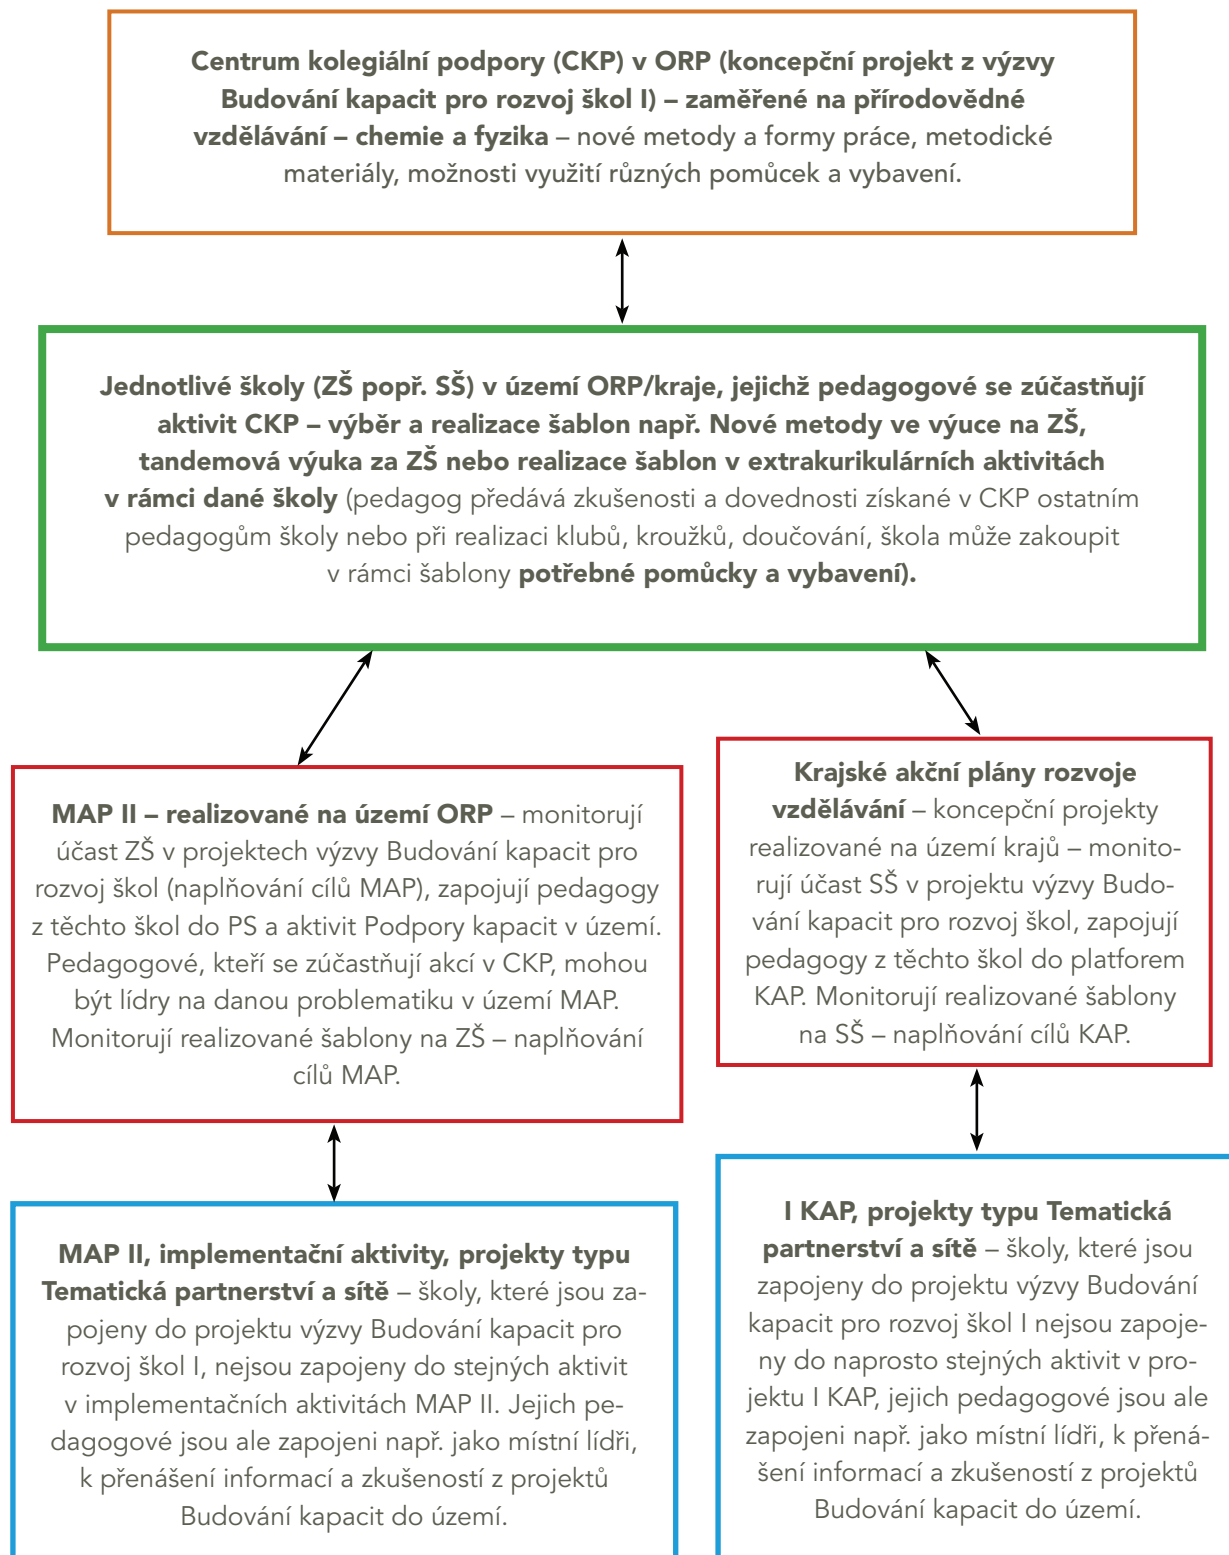 Centrum kolegiální podpory (CKP) v ORP (koncepční projekt z výzvy
Budování kapacit pro rozvoj škol I) – zaměřené na přírodovědné
vzdělávání – chemie a fyzika – nové metody a formy práce, metodické
materiály, možnosti využití různých pomůcek a vybavení.
Jednotlivé školy (ZŠ popř. SŠ) v území ORP/kraje, jejichž pedagogové se zúčastňují
aktivit CKP – výběr a realizace šablon např. Nové metody ve výuce na ZŠ,
tandemová výuka za ZŠ nebo realizace šablon v extrakurikulárních aktivitách
v rámci dané školy (pedagog předává zkušenosti a dovednosti získané v CKP ostatním
pedagogům školy nebo při realizaci klubů, kroužků, doučování, škola může zakoupit
v rámci šablony potřebné pomůcky a vybavení).
MAP II – realizované na území ORP – monitorují
účast ZŠ v projektech výzvy Budování kapacit pro
rozvoj škol (naplňování cílů MAP), zapojují pedagogy
z těchto škol do PS a aktivit Podpory kapacit v území.
Pedagogové, kteří se zúčastňují akcí v CKP, mohou
být lídry na danou problematiku v území MAP.
Monitorují realizované šablony na ZŠ – naplňování
cílů MAP.
Krajské akční plány rozvoje
vzdělávání – koncepční projekty
realizované na území krajů – monito-
rují účast SŠ v projektu výzvy Budo-
vání kapacit pro rozvoj škol, zapojují
pedagogy z těchto škol do platforem
KAP. Monitorují realizované šablony
na SŠ – naplňování cílů KAP.
MAP II, implementační aktivity, projekty typu
Tematická partnerství a sítě – školy, které jsou za-
pojeny do projektu výzvy Budování kapacit pro
rozvoj škol I, nejsou zapojeny do stejných aktivit
v implementačních aktivitách MAP II. Jejich pe-
dagogové jsou ale zapojeni např. jako místní lídři,
k přenášení informací a zkušeností z projektů
Budování kapacit do území.
I KAP, projekty typu Tematická
partnerství a sítě – školy, které jsou
zapojeny do projektu výzvy Budování
kapacit pro rozvoj škol I nejsou zapoje-
ny do naprosto stejných aktivit v pro-
jektu I KAP, jejich pedagogové jsou ale
zapojeni např. jako místní lídři, k přená-
šení informací a zkušeností z projektů
Budování kapacit do území.